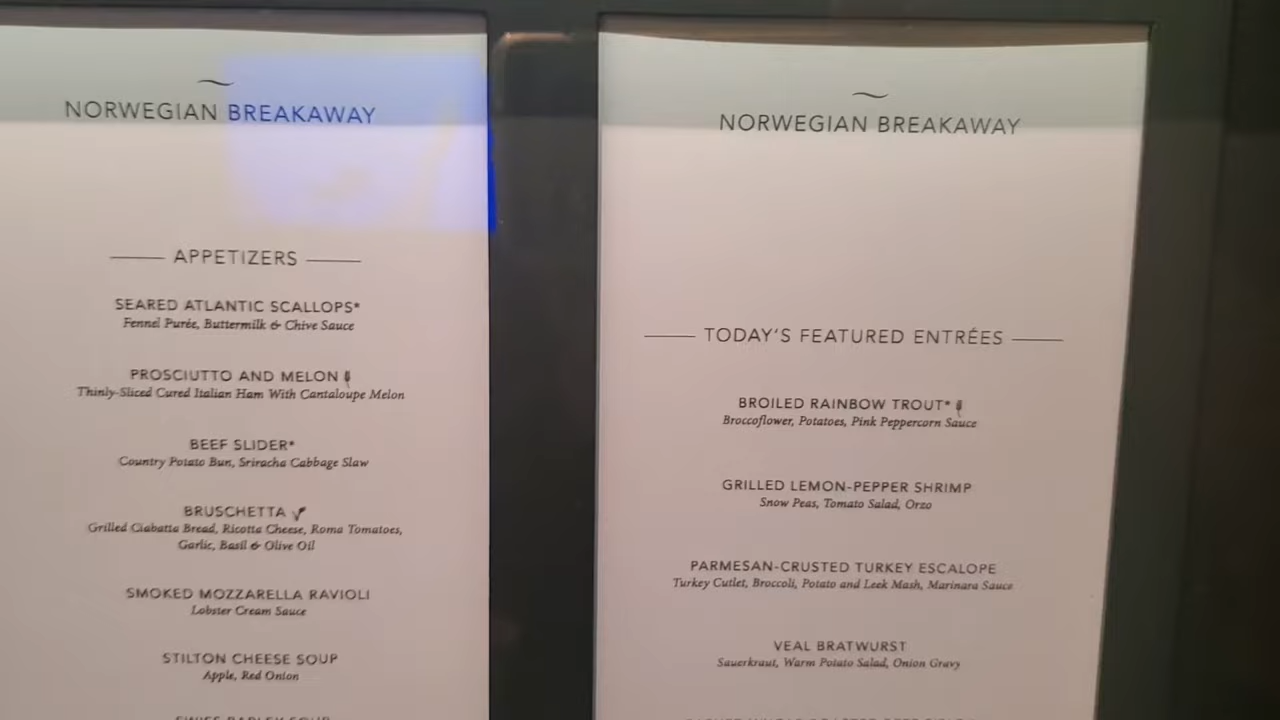 NORWEGIAN BREAKAWAY
APPETIZERS
SEARED ATLANTIC SCALLOPS*
Fennel Purée, Buttermilk & Chive Sauce
PROSCIUTTO AND MELON
Thinly-Sliced Cured Italian Ham With Cantaloupe Melon
BEEF SLIDER*
Country Potato Bun, Sriracha Cabbage Slaw
BRUSCHETTA
Grilled Ciabatta Bread, Ricotta Cheese, Roma Tomatoes,
Garlic, Basil & Olive Oil
SMOKED MOZZARELLA RAVIOLI
Lobster Cream Sauce
STILTON CHEESE SOUP
Apple, Red Onion
SWISS BARLEY SOUP
NORWEGIAN BREAKAWAY
TODAY'S FEATURED ENTRÉES
BROILED RAINBOW TROUT*
Broccoflower, Potatoes, Pink Peppercorn Sauce
GRILLED LEMON-PEPPER SHRIMP
Snow Peas, Tomato Salad, Orzo
PARMESAN-CRUSTED TURKEY ESCALOPE
Turkey Cutlet, Broccoli, Potato and Leek Mash, Marinara Sauce
VEAL BRATWURST
Sauerkraut, Warm Potato Salad, Onion Gravy